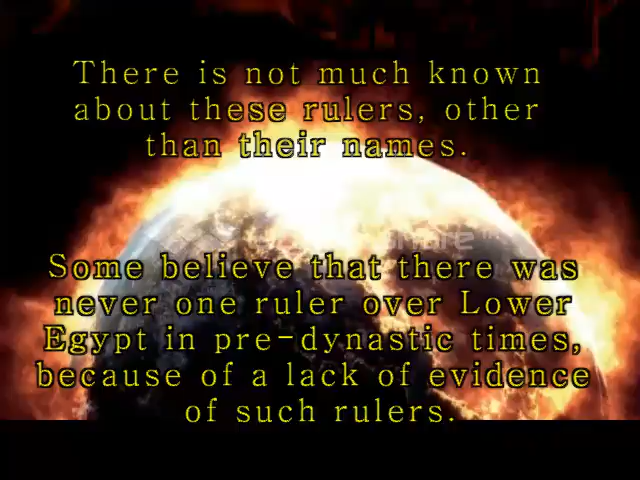 There is not much known
about these rulers, other
than their names.
Some believe that there was
never one ruler over Lower
Egypt in pre-dynastic times,
because of a lack of evidence
of such rulers.